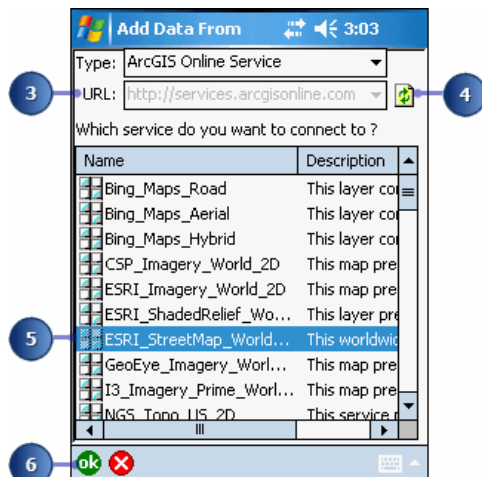 Add Data From 3:03
Type: ArcGIS Online Service
3 URL: http://services.arcgisonline.com 4
Which service do you want to connect to ?
Name Description
Bing_Maps_Road This layer co
Bing_Maps_Aerial This layer co
Bing_Maps_Hybrid This layer co
CSP_Imagery_World_2D This map pre
ESRI_Imagery_World_2D This map pre
ESRI_ShadedRelief_Wo... This layer pre
5 ESRI_StreetMap_World... This worldwid
GeoEye_Imagery_Worl... This map pre
I3_Imagery_Prime_Worl... This map pre
NGS_Topo_US_2D This service
6 ok